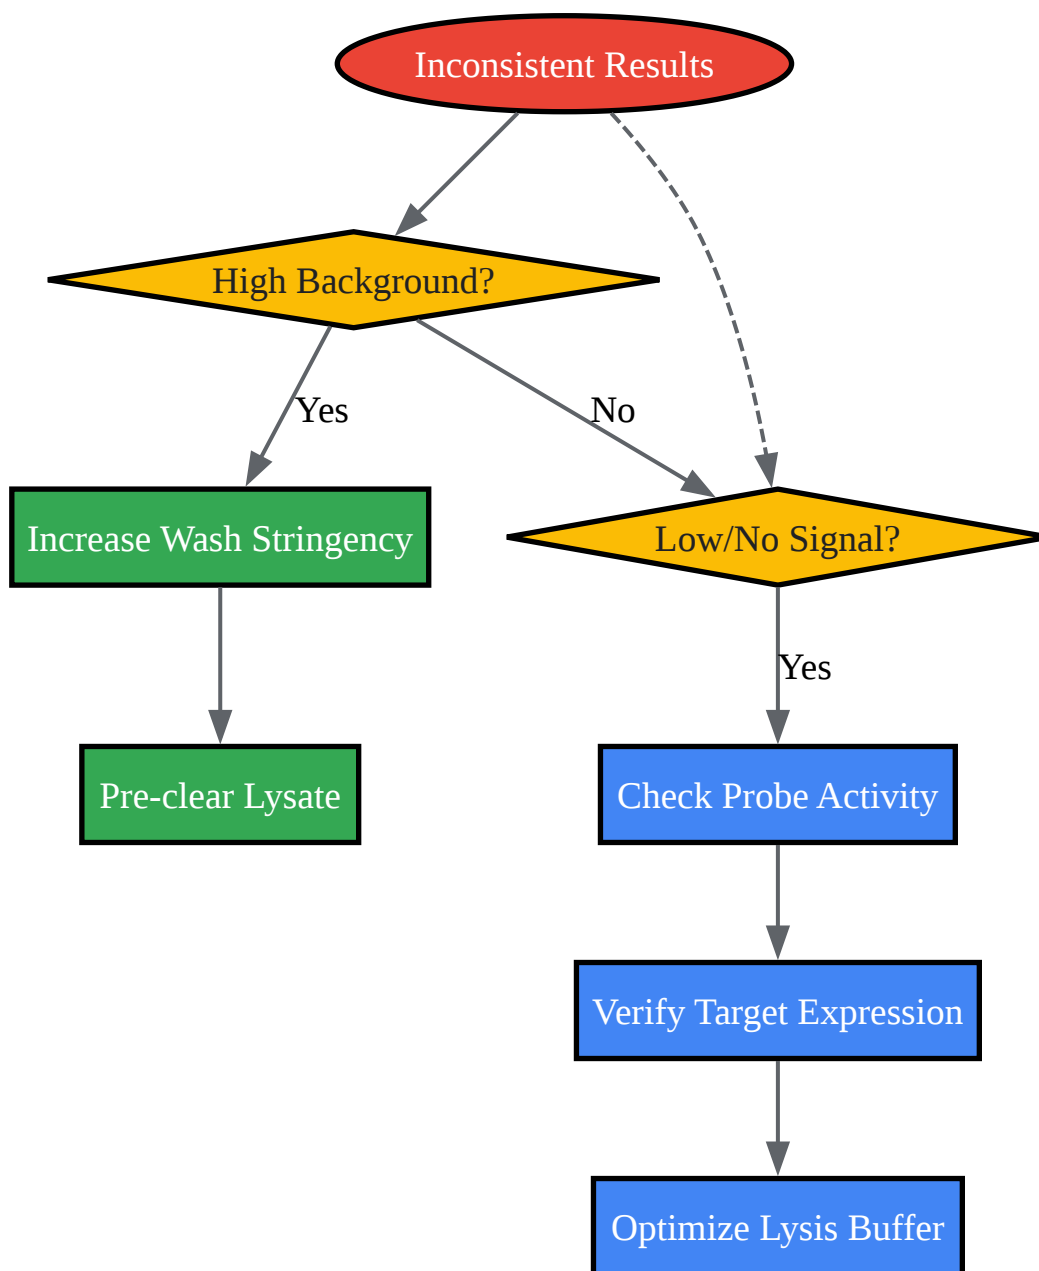 Inconsistent Results
High Background?
Yes
No
Increase Wash Stringency
Low/No Signal?
Yes
Pre-clear Lysate
Check Probe Activity
Verify Target Expression
Optimize Lysis Buffer